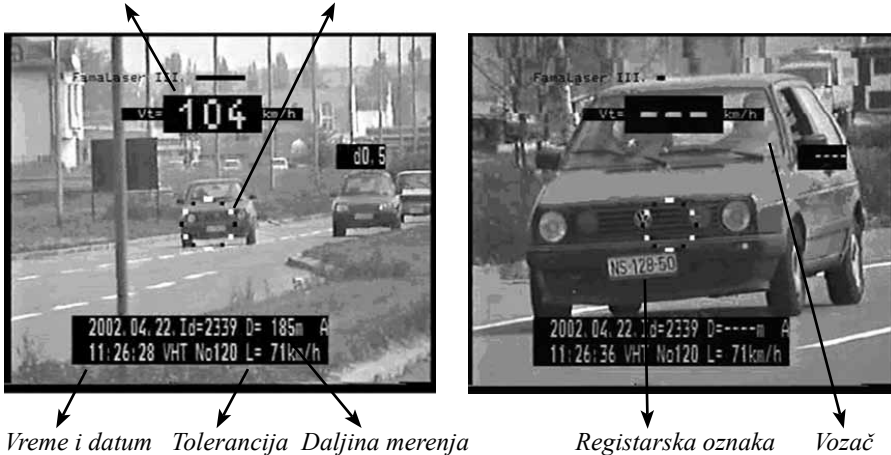 FamaLaser III.
Vt= 104 km/h
d0,5
2002.04.22. Id=2339 D= 185m A
11:26:28 VHT No120 L= 71km/h
FamaLaser III.
Vt= --- km/h
----
NS·128-50
2002.04.22. Id=2339 D=----m A
11:26:36 VHT No120 L= 71km/h
Vreme i datum Tolerancija Daljina merenja
Registarska oznaka Vozač